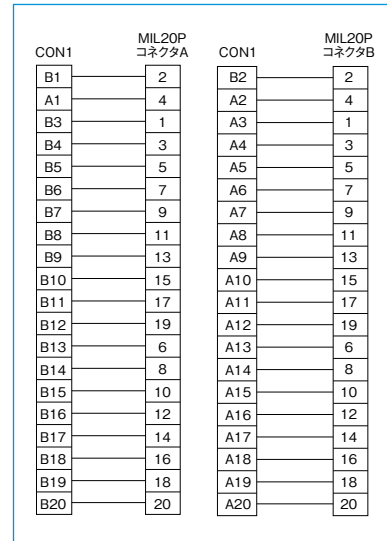 MIL20P MIL20P
CON1 コネクタA CON1 コネクタB
B1 2 B2 2
A1 4 A2 4
B3 1 A3 1
B4 3 A4 3
B5 5 A5 5
B6 7 A6 7
B7 9 A7 9
B8 11 A8 11
B9 13 A9 13
B10 15 A10 15
B11 17 A11 17
B12 19 A12 19
B13 6 A13 6
B14 8 A14 8
B15 10 A15 10
B16 12 A16 12
B17 14 A17 14
B18 16 A18 16
B19 18 A19 18
B20 20 A20 20